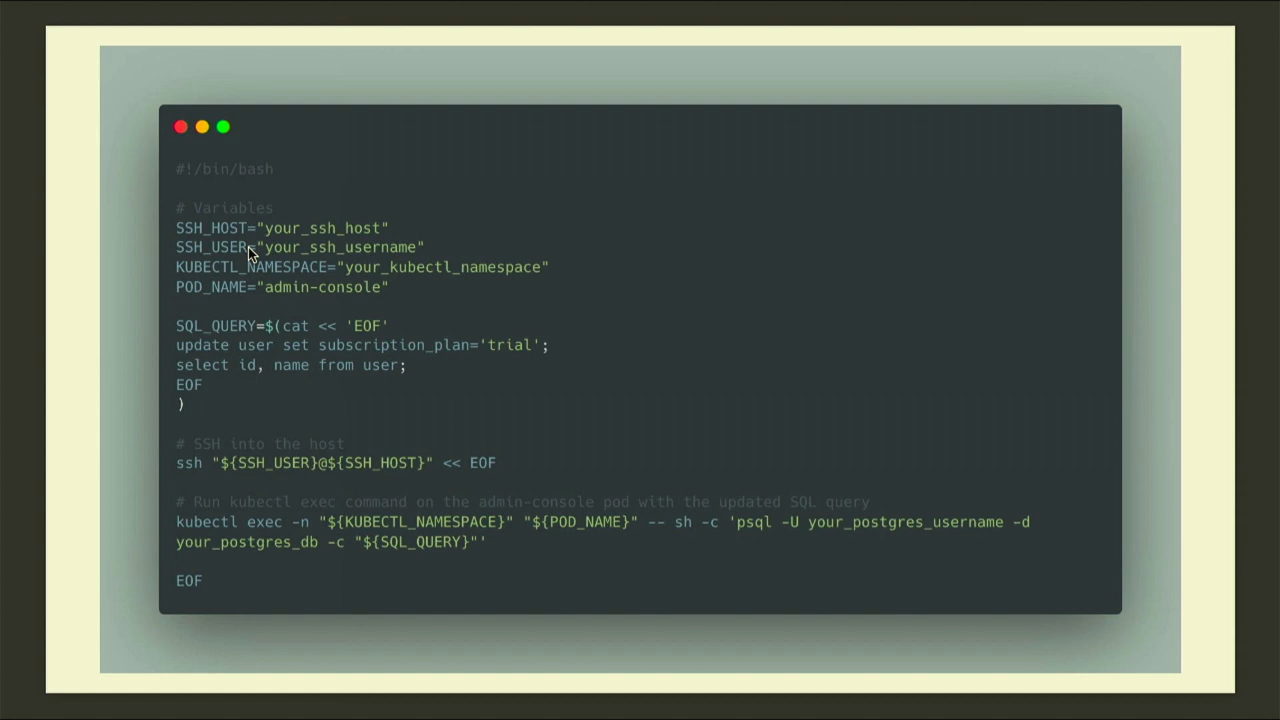 #!/bin/bash
# Variables
SSH_HOST="your_ssh_host"
SSH_USER="your_ssh_username"
KUBECTL_NAMESPACE="your_kubectl_namespace"
POD_NAME="admin-console"
SQL_QUERY=$(cat << 'EOF'
update user set subscription_plan='trial';
select id, name from user;
EOF
)
# SSH into the host
ssh "${SSH_USER}@${SSH_HOST}" << EOF
# Run kubectl exec command on the admin-console pod with the updated SQL query
kubectl exec -n "${KUBECTL_NAMESPACE}" "${POD_NAME}" -- sh -c 'psql -U your_postgres_username -d
your_postgres_db -c "${SQL_QUERY}"'
EOF